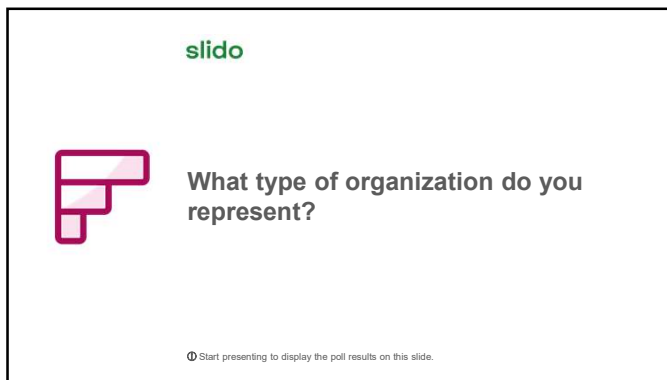 slido
What type of organization do you
represent?
Start presenting to display the poll results on this slide.